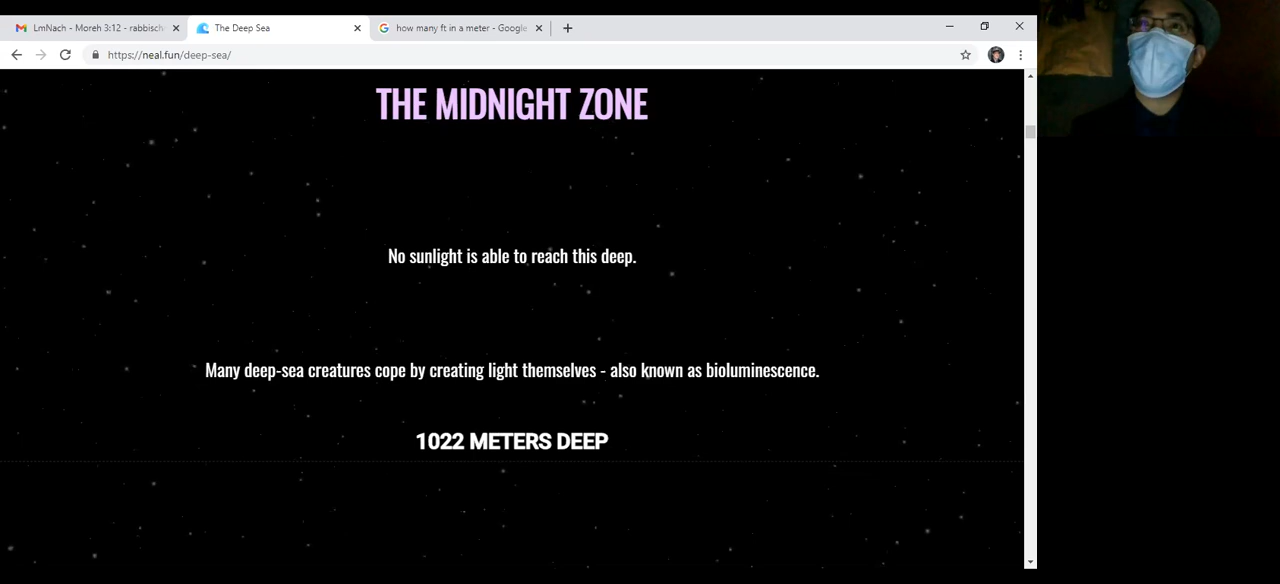 LmNach - Moreh 3:12 - rabbisch
The Deep Sea
how many ft in a meter - Google
https://neal.fun/deep-sea/
THE MIDNIGHT ZONE
No sunlight is able to reach this deep.
Many deep-sea creatures cope by creating light themselves - also known as bioluminescence.
1022 METERS DEEP